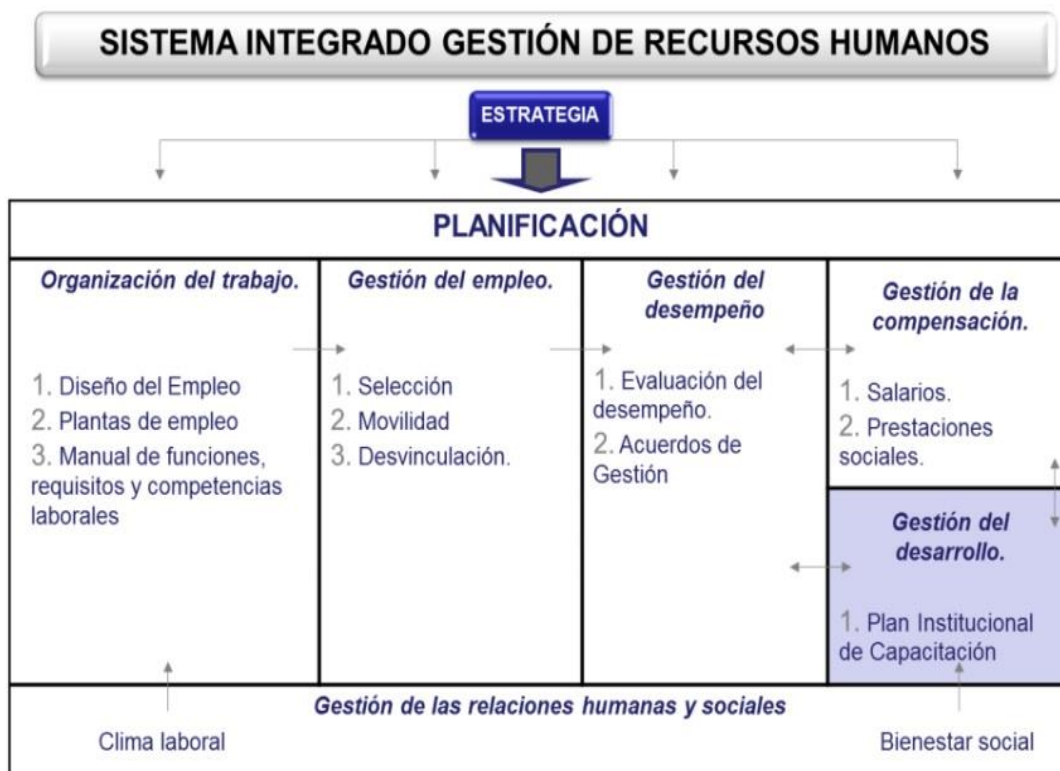 SISTEMA INTEGRADO GESTIÓN DE RECURSOS HUMANOS
ESTRATEGIA
PLANIFICACIÓN
Organización del trabajo.
1. Diseño del Empleo
2. Plantas de empleo
3. Manual de funciones,
requisitos y competencias
laborales
Gestión del empleo.
1. Selección
2. Movilidad
3. Desvinculación.
Gestión del
desempeño
1. Evaluación del
desempeño.
2. Acuerdos de
Gestión
Gestión de la
compensación.
1. Salarios.
2. Prestaciones
sociales.
Gestión del
desarrollo.
1. Plan Institucional
de Capacitación
Gestión de las relaciones humanas y sociales
Clima laboral
Bienestar social